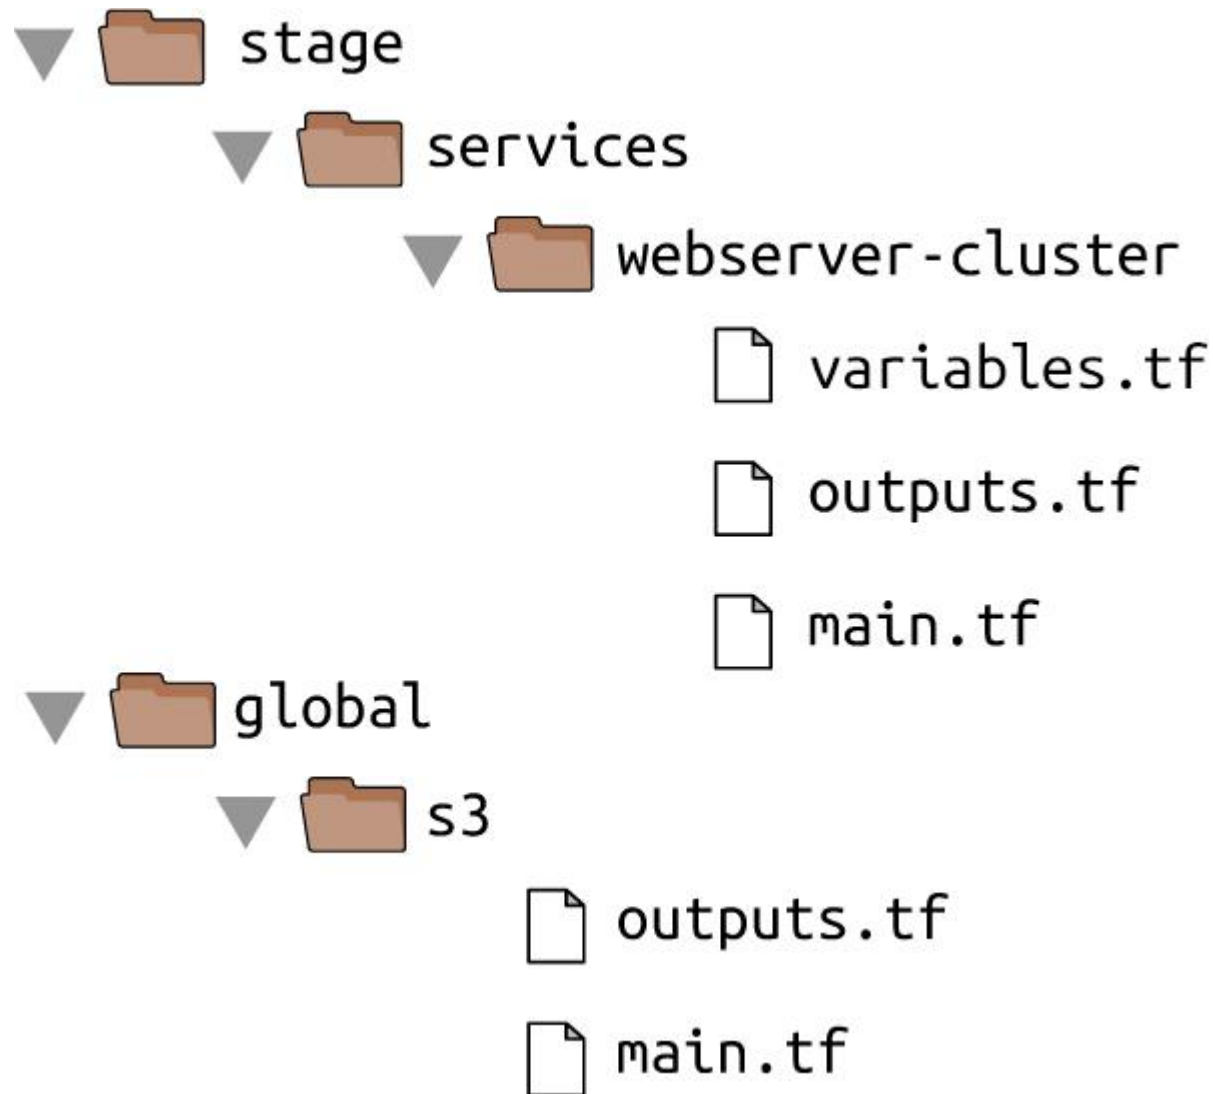 stage
services
webserver-cluster
variables.tf
outputs.tf
main.tf
global
s3
outputs.tf
main.tf